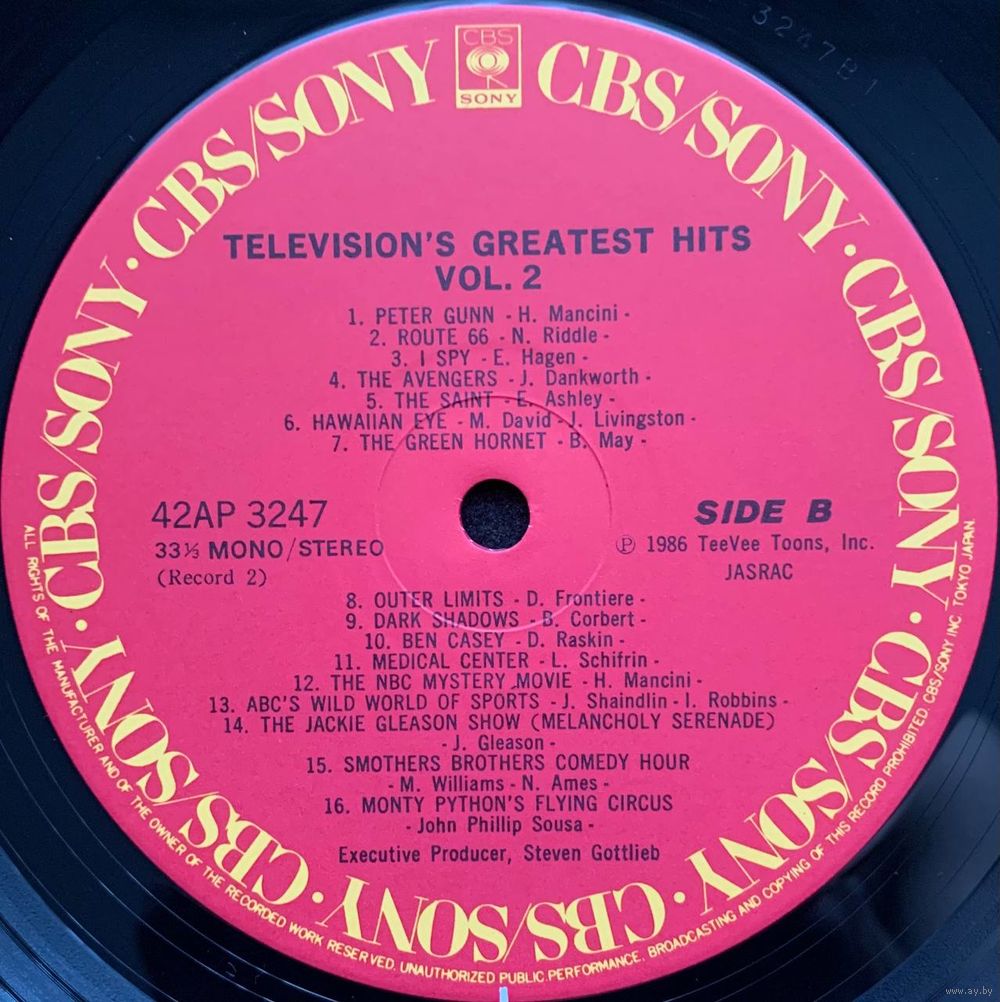 3247B1
CBS
SONY
CBS/SONY · CBS/SONY · CBS/SONY · CBS/SONY · CBS/SONY · CBS/SONY · CBS/SONY · CBS/SONY · CBS/SONY · CBS/SONY
TELEVISION'S GREATEST HITS
VOL. 2
1. PETER GUNN - H. Mancini -
2. ROUTE 66 - N. Riddle -
3. I SPY - E. Hagen -
4. THE AVENGERS - J. Dankworth -
5. THE SAINT - E. Ashley -
6. HAWAIIAN EYE - M. David - J. Livingston -
7. THE GREEN HORNET - B. May -
42AP 3247
33⅓ MONO/STEREO
(Record 2)
SIDE B
Ⓟ 1986 TeeVee Toons, Inc.
JASRAC
8. OUTER LIMITS - D. Frontiere -
9. DARK SHADOWS - B. Corbert -
10. BEN CASEY - D. Raskin -
11. MEDICAL CENTER - L. Schifrin -
12. THE NBC MYSTERY MOVIE - H. Mancini -
13. ABC'S WILD WORLD OF SPORTS - J. Shaindlin - I. Robbins -
14. THE JACKIE GLEASON SHOW (MELANCHOLY SERENADE)
- J. Gleason -
15. SMOTHERS BROTHERS COMEDY HOUR
- M. Williams - N. Ames -
16. MONTY PYTHON'S FLYING CIRCUS
- John Phillip Sousa -
Executive Producer, Steven Gottlieb
ALL RIGHTS OF THE MANUFACTURER AND OF THE OWNER OF THE RECORDED WORK RESERVED. UNAUTHORIZED PUBLIC PERFORMANCE, BROADCASTING AND COPYING OF THIS RECORD PROHIBITED. CBS/SONY INC. TOKYO JAPAN.
www.ay.by